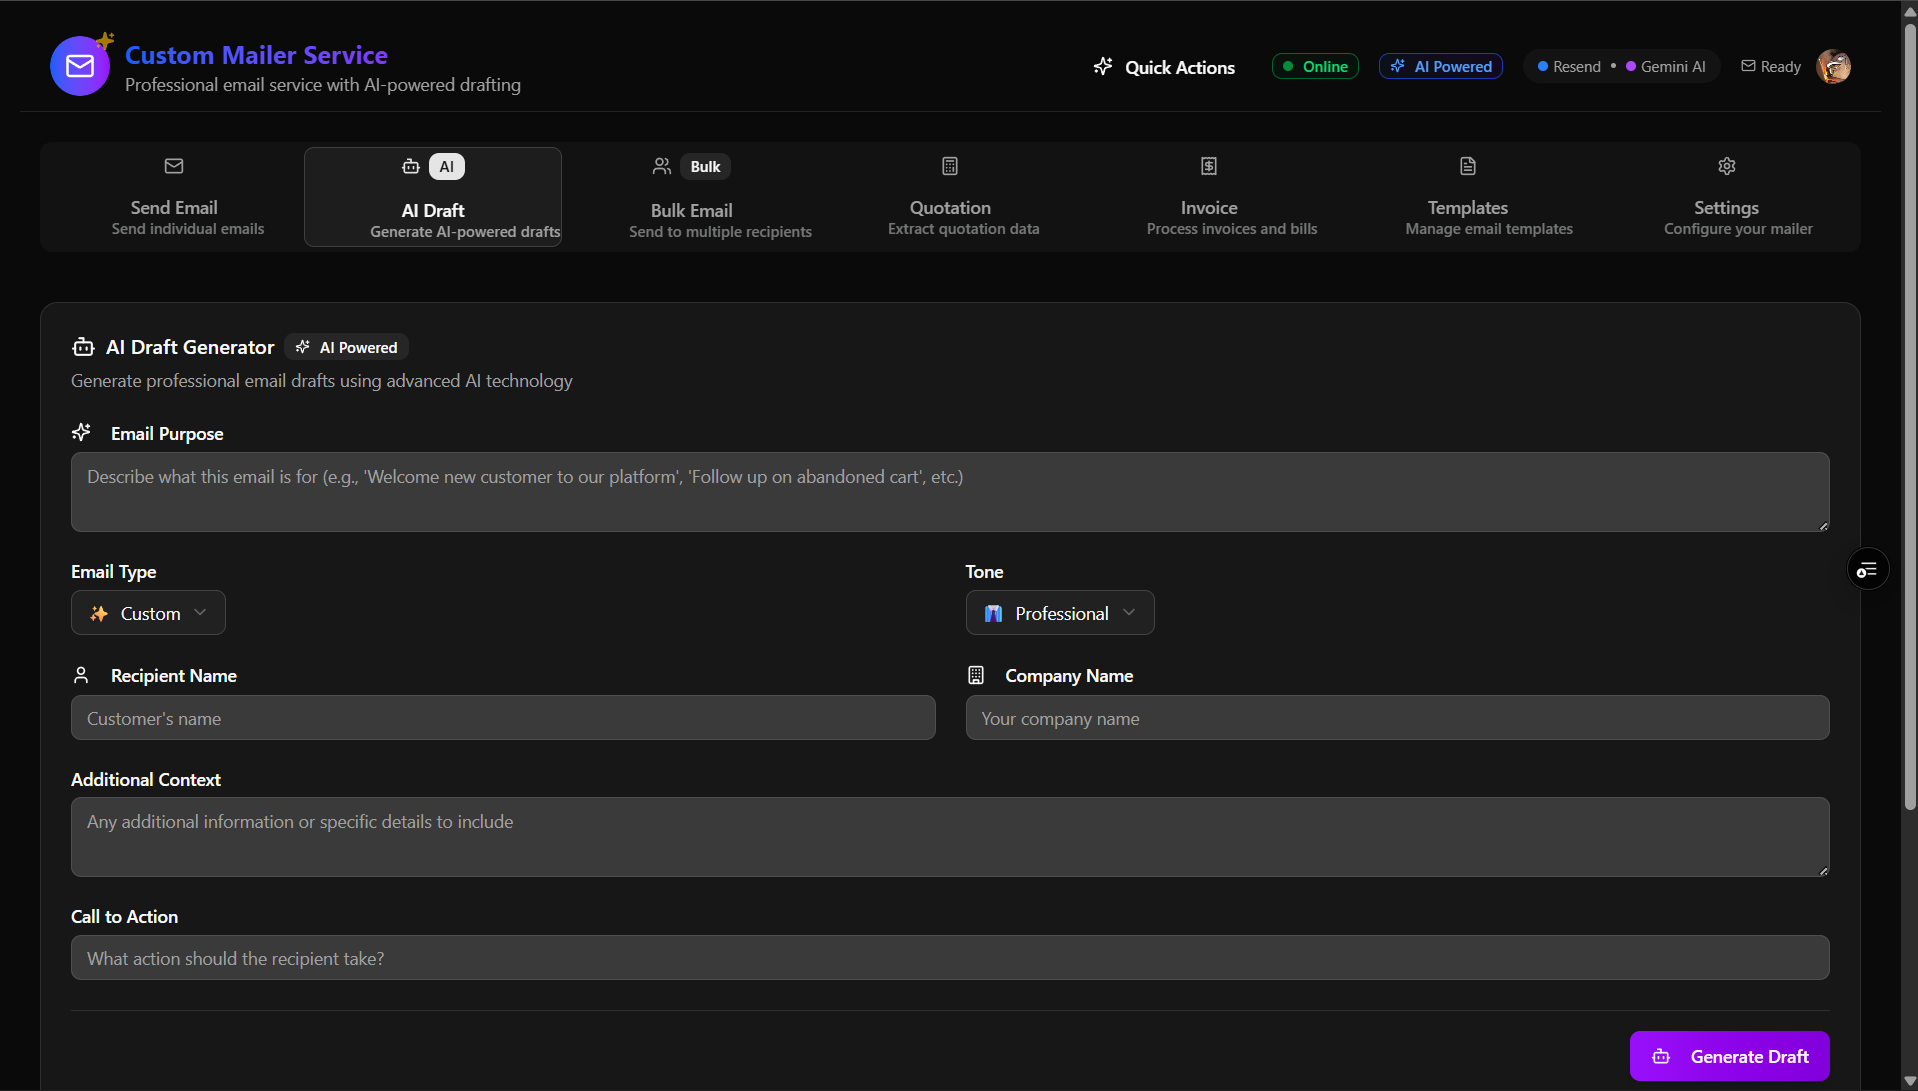 Custom Mailer Service
Professional email service with AI-powered drafting
Quick Actions
Online
AI Powered
Resend • Gemini AI
Ready
Send Email
Send individual emails
AI
AI Draft
Generate AI-powered drafts
Bulk
Bulk Email
Send to multiple recipients
Quotation
Extract quotation data
Invoice
Process invoices and bills
Templates
Manage email templates
Settings
Configure your mailer
AI Draft Generator
AI Powered
Generate professional email drafts using advanced AI technology
Email Purpose
Describe what this email is for (e.g., 'Welcome new customer to our platform', 'Follow up on abandoned cart', etc.)
Email Type
Custom
Tone
Professional
Recipient Name
Customer's name
Company Name
Your company name
Additional Context
Any additional information or specific details to include
Call to Action
What action should the recipient take?
Generate Draft